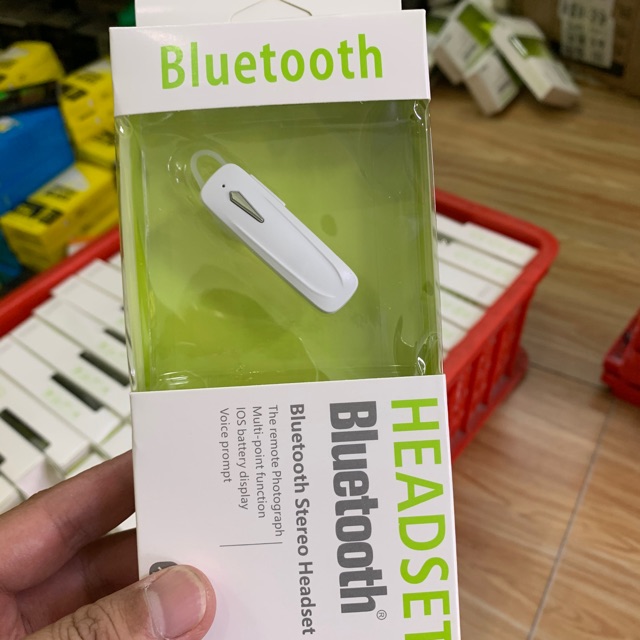 Bluetooth
HEADSET
Bluetooth®
Bluetooth Stereo Headset
The remote Photograph
Multi-point function
IOS battery display
Voice prompt